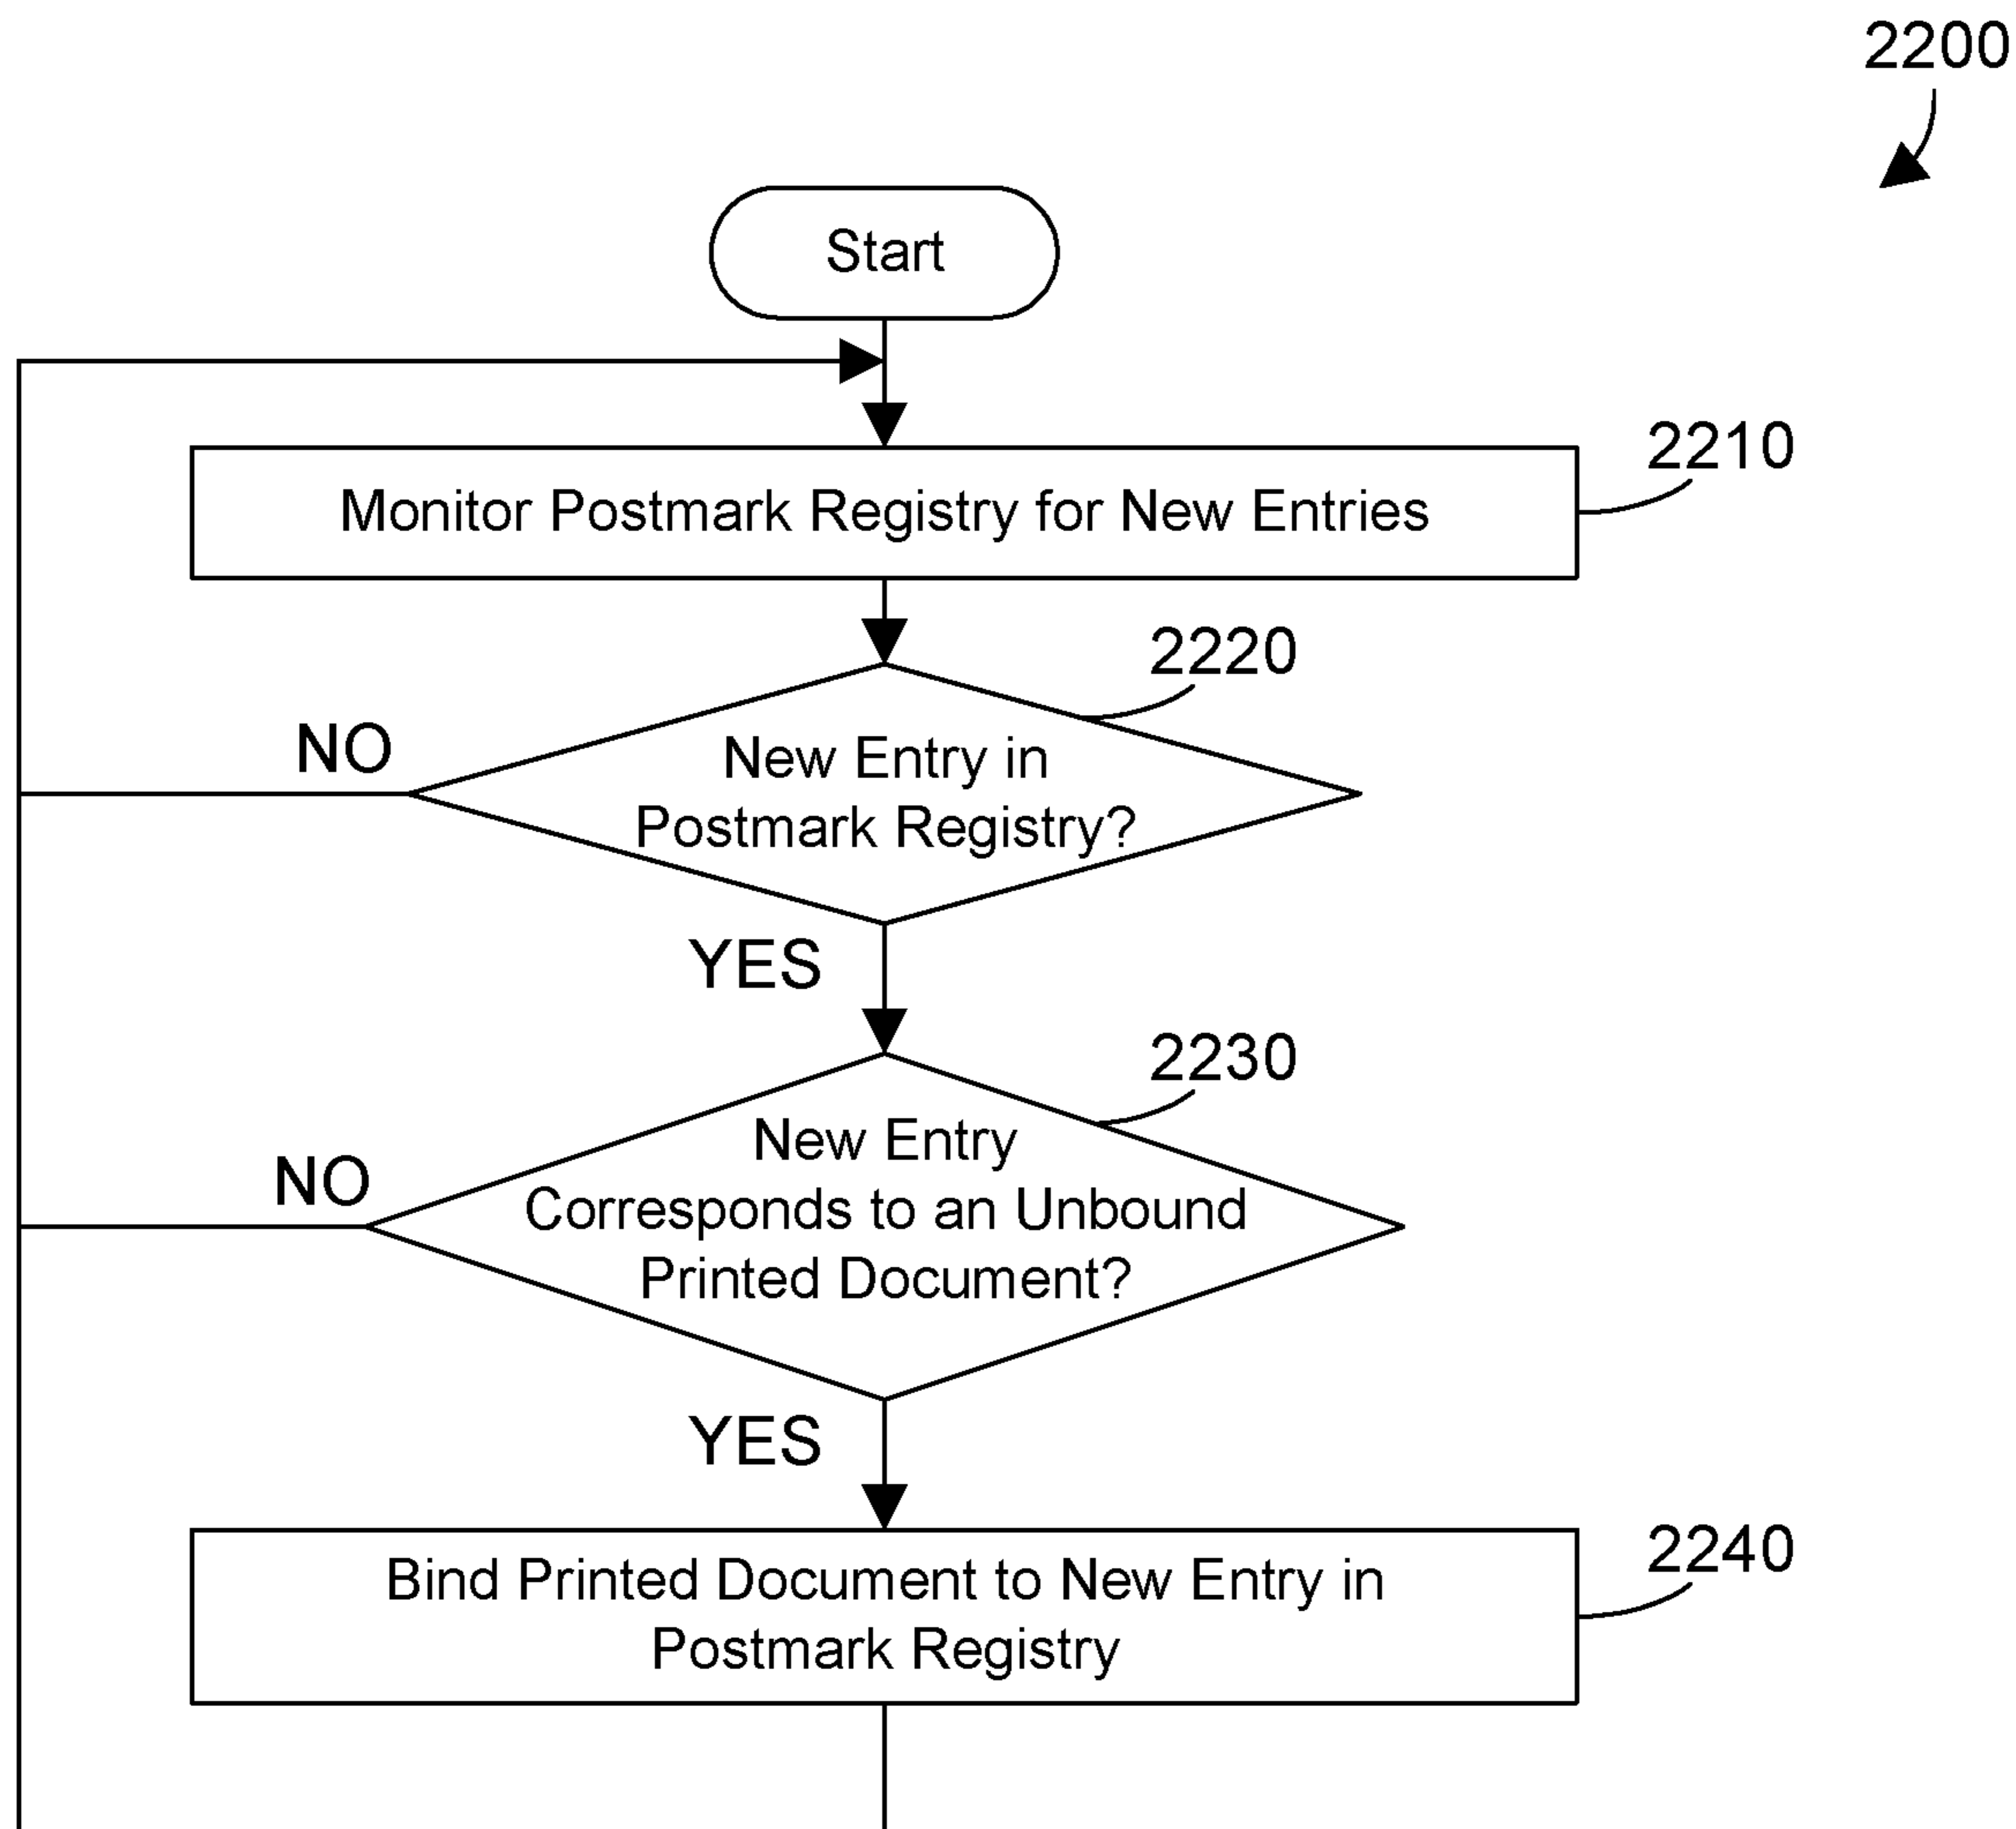 2200
Start
2210
Monitor Postmark Registry for New Entries
2220
NO
New Entry in
Postmark Registry?
YES
2230
New Entry
NO
Corresponds to an Unbound
Printed Document?
YES
2240
Bind Printed Document to New Entry in
Postmark Registry